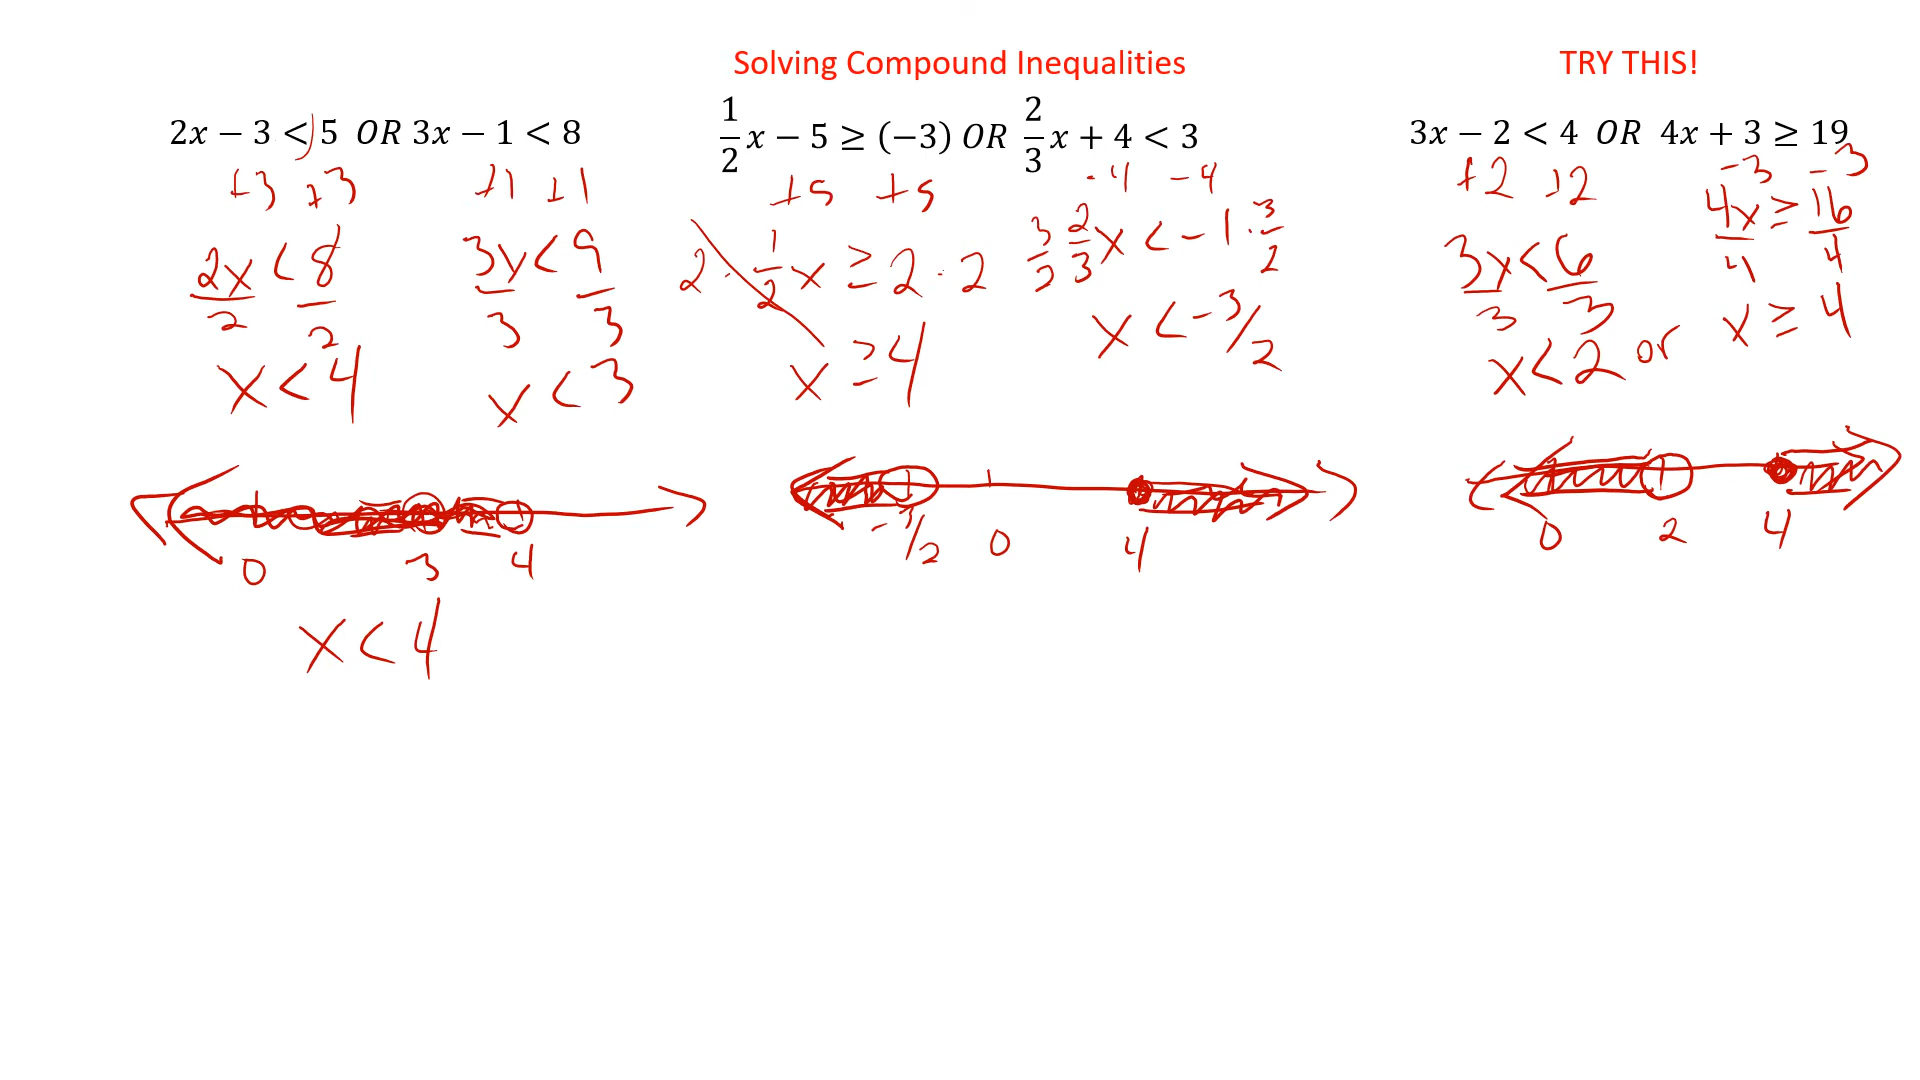 Solving Compound Inequalities
TRY THIS!
2x − 3 < 5 OR 3x − 1 < 8
+3 +3
+1 +1
2x < 8
2 2
3x < 9
3 3
x < 4
x < 3
0 3 4
x < 4
1/2 x − 5 ≥ (−3) OR 2/3 x + 4 < 3
+5 +5
-4 -4
2 · 1/2 x ≥ 2 · 2
3/2 2/3 x < -1 · 3/2
x ≥ 4
x < -3/2
-3/2 0 4
3x − 2 < 4 OR 4x + 3 ≥ 19
+2 +2
-3 -3
3x < 6
3 3
4x ≥ 16
4 4
x < 2 or x ≥ 4
0 2 4